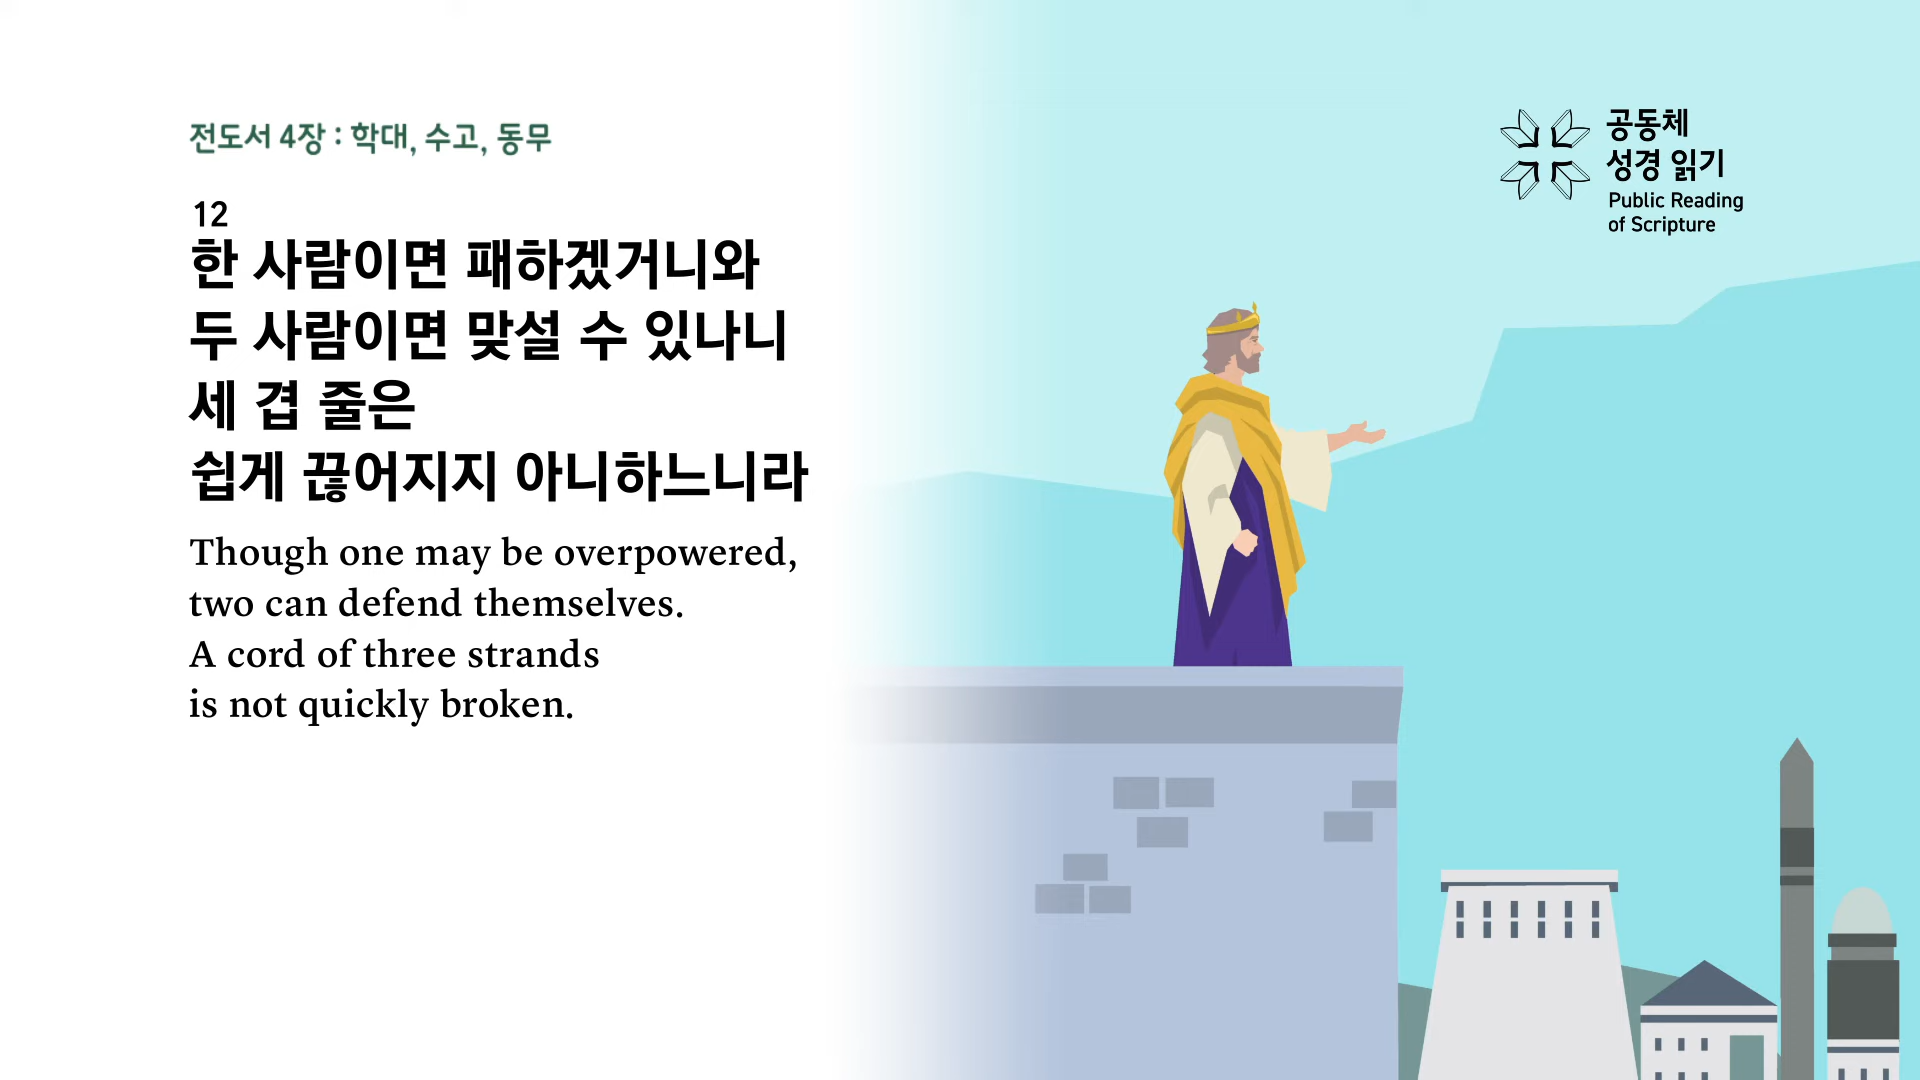 전도서 4장 : 학대, 수고, 동무
12
한 사람이면 패하겠거니와
두 사람이면 맞설 수 있나니
세 겹 줄은
쉽게 끊어지지 아니하느니라
Though one may be overpowered,
two can defend themselves.
A cord of three strands
is not quickly broken.
공동체
성경 읽기
Public Reading
of Scripture